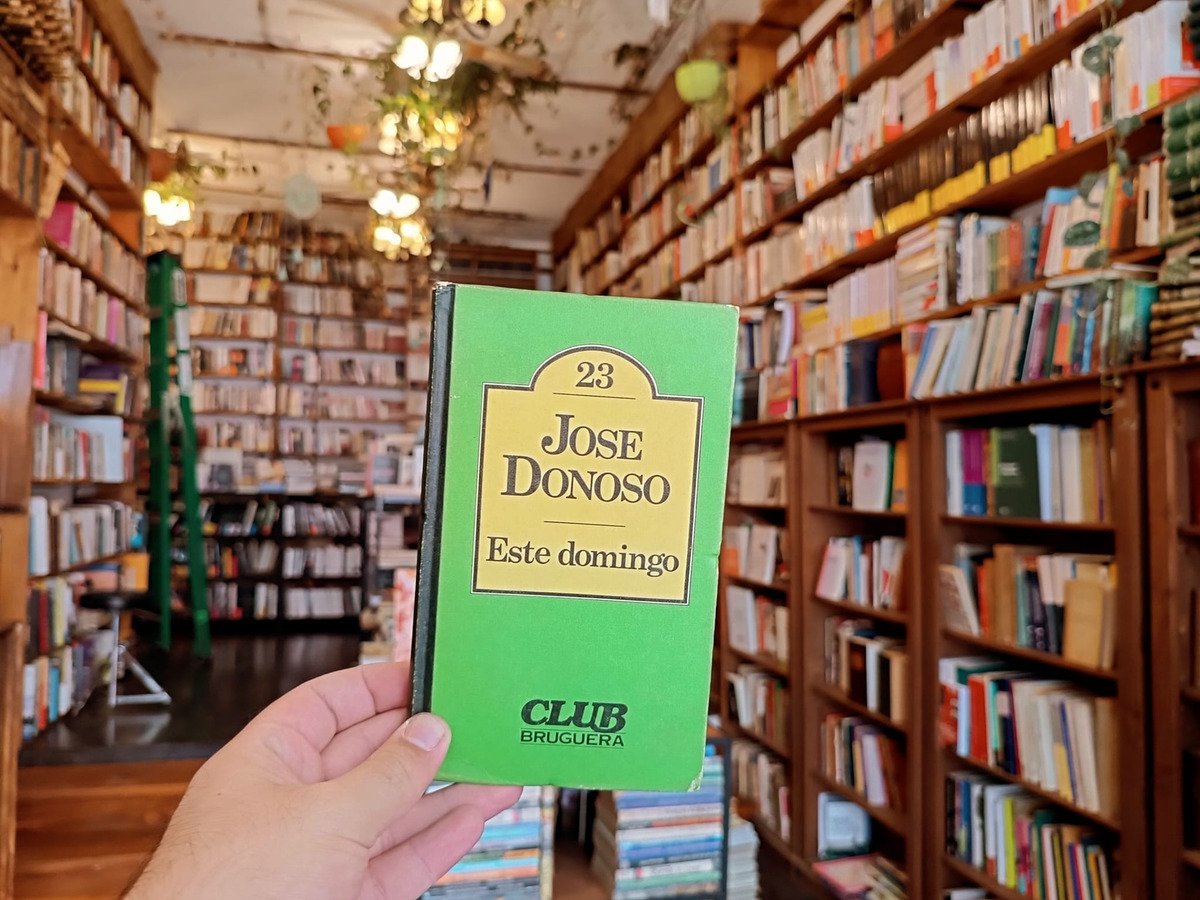 23
JOSE
DONOSO
Este domingo
CLUB
BRUGUERA